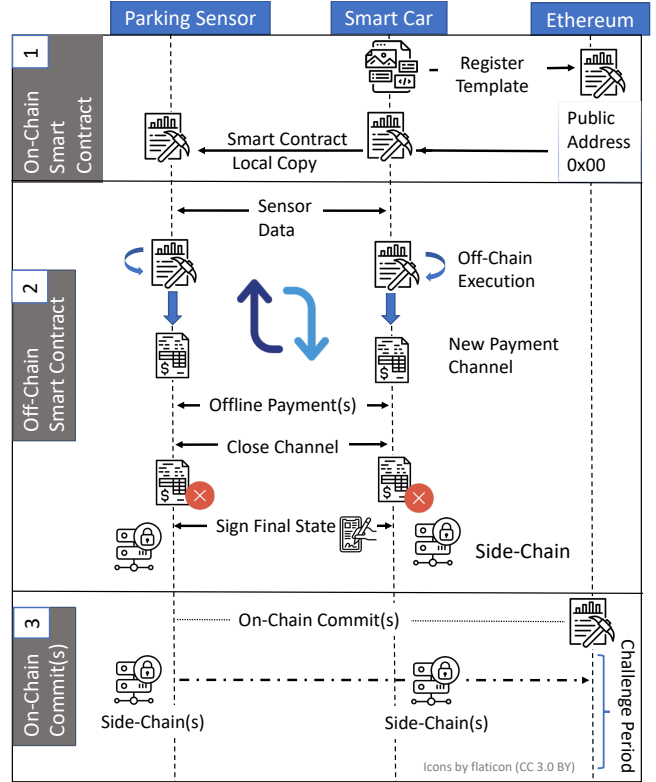 Parking Sensor
Smart Car
Ethereum
1
On-Chain
Smart
Contract
Register
Template
Smart Contract
Local Copy
Public
Address
0x00
2
Off-Chain
Smart Contract
Sensor
Data
Off-Chain
Execution
New Payment
Channel
Offline Payment(s)
Close Channel
Sign Final State
Side-Chain
3
On-Chain
Commit(s)
On-Chain Commit(s)
Side-Chain(s)
Side-Chain(s)
Challenge Period
Icons by flaticon (CC 3.0 BY)